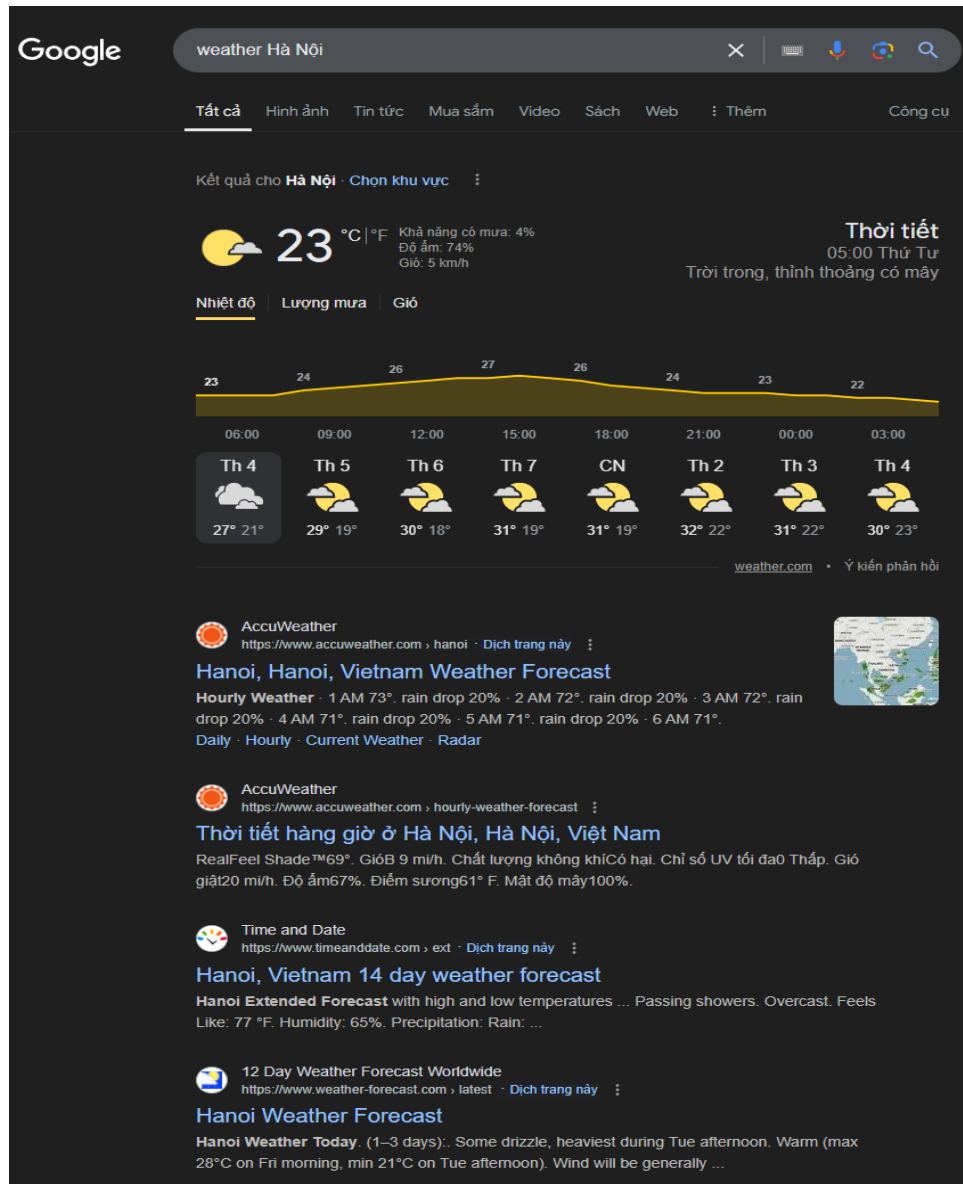 Google
weather Hà Nội
Tất cả Hình ảnh Tin tức Mua sắm Video Sách Web Thêm Công cụ
Kết quả cho Hà Nội · Chọn khu vực
23 °C | °F
Khả năng có mưa: 4%
Độ ẩm: 74%
Gió: 5 km/h
Thời tiết
05:00 Thứ Tư
Trời trong, thỉnh thoảng có mây
Nhiệt độ Lượng mưa Gió
23 24 26 27 26 24 23 22
06:00 09:00 12:00 15:00 18:00 21:00 00:00 03:00
Th 4 Th 5 Th 6 Th 7 CN Th 2 Th 3 Th 4
27° 21° 29° 19° 30° 18° 31° 19° 31° 19° 32° 22° 31° 22° 30° 23°
weather.com • Ý kiến phản hồi
AccuWeather
https://www.accuweather.com › hanoi · Dịch trang này
Hanoi, Hanoi, Vietnam Weather Forecast
Hourly Weather · 1 AM 73°. rain drop 20% · 2 AM 72°. rain drop 20% · 3 AM 72°. rain
drop 20% · 4 AM 71°. rain drop 20% · 5 AM 71°. rain drop 20% · 6 AM 71°.
Daily · Hourly · Current Weather · Radar
AccuWeather
https://www.accuweather.com › hourly-weather-forecast
Thời tiết hàng giờ ở Hà Nội, Hà Nội, Việt Nam
RealFeel Shade™69°. GióB 9 mi/h. Chất lượng không khíCó hại. Chỉ số UV tối đa0 Thấp. Gió
giật20 mi/h. Độ ẩm67%. Điểm sương61° F. Mật độ mây100%.
Time and Date
https://www.timeanddate.com › ext · Dịch trang này
Hanoi, Vietnam 14 day weather forecast
Hanoi Extended Forecast with high and low temperatures ... Passing showers. Overcast. Feels
Like: 77 °F. Humidity: 65%. Precipitation: Rain: ...
12 Day Weather Forecast Worldwide
https://www.weather-forecast.com › latest · Dịch trang này
Hanoi Weather Forecast
Hanoi Weather Today. (1–3 days):. Some drizzle, heaviest during Tue afternoon. Warm (max
28°C on Fri morning, min 21°C on Tue afternoon). Wind will be generally ...